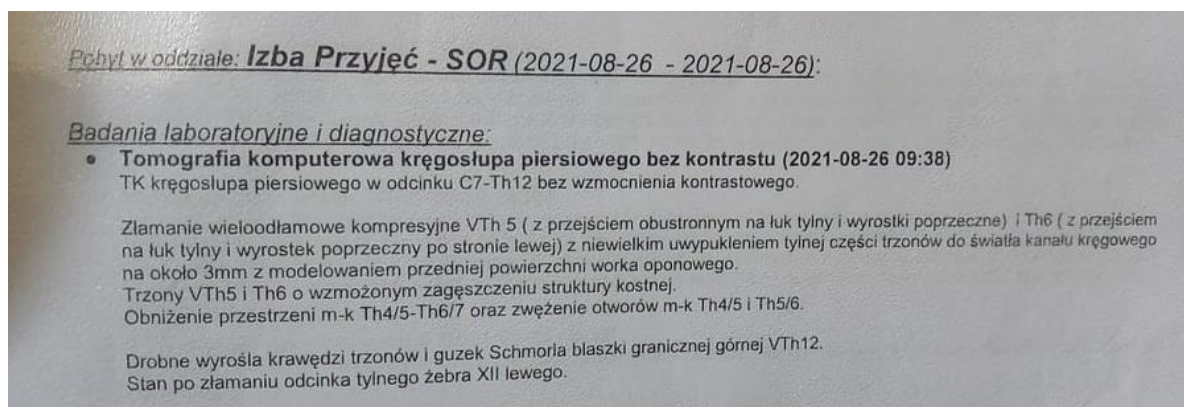 Pobyt w oddziale: Izba Przyjęć - SOR (2021-08-26 - 2021-08-26):
Badania laboratoryjne i diagnostyczne:
• Tomografia komputerowa kręgosłupa piersiowego bez kontrastu (2021-08-26 09:38)
TK kręgosłupa piersiowego w odcinku C7-Th12 bez wzmocnienia kontrastowego.
Złamanie wieloodłamowe kompresyjne VTh 5 ( z przejściem obustronnym na łuk tylny i wyrostki poprzeczne) i Th6 ( z przejściem
na łuk tylny i wyrostek poprzeczny po stronie lewej) z niewielkim uwypukleniem tylnej części trzonów do światła kanału kręgowego
na około 3mm z modelowaniem przedniej powierzchni worka oponowego.
Trzony VTh5 i Th6 o wzmożonym zagęszczeniu struktury kostnej.
Obniżenie przestrzeni m-k Th4/5-Th6/7 oraz zwężenie otworów m-k Th4/5 i Th5/6.
Drobne wyrośla krawędzi trzonów i guzek Schmorla blaszki granicznej górnej VTh12.
Stan po złamaniu odcinka tylnego żebra XII lewego.